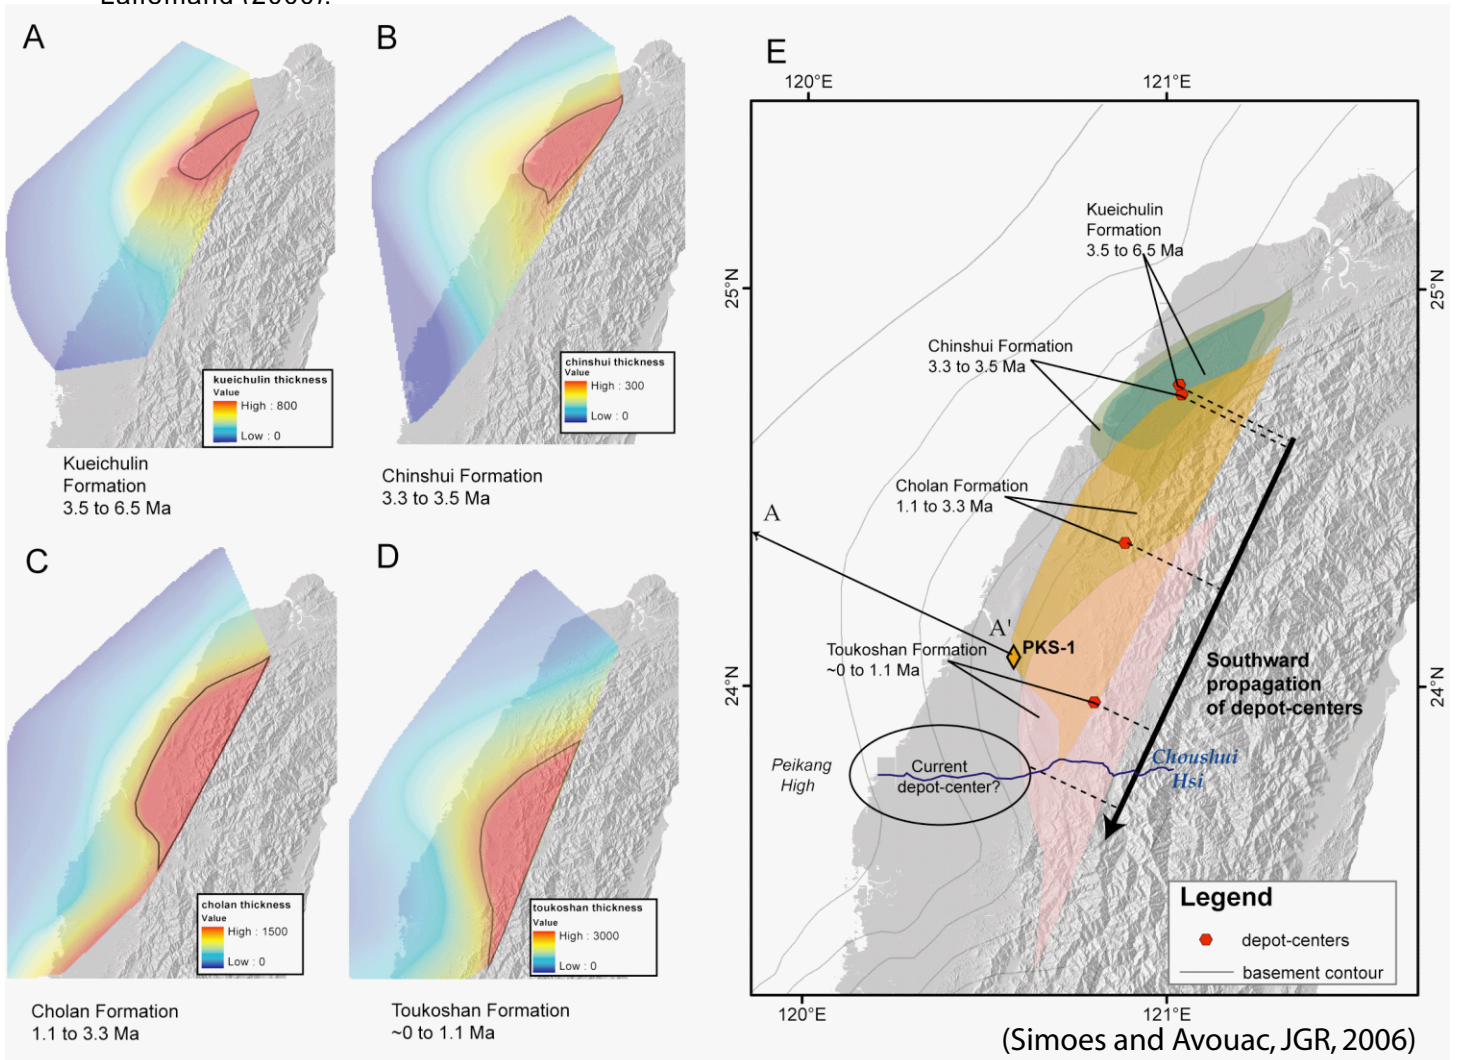 A
kueichulin thickness
Value
High : 800
Low : 0
Kueichulin
Formation
3.5 to 6.5 Ma
B
chinshui thickness
Value
High : 300
Low : 0
Chinshui Formation
3.3 to 3.5 Ma
C
cholan thickness
Value
High : 1500
Low : 0
Cholan Formation
1.1 to 3.3 Ma
D
toukoshan thickness
Value
High : 3000
Low : 0
Toukoshan Formation
~0 to 1.1 Ma
E
120°E
121°E
25°N
25°N
Kueichulin
Formation
3.5 to 6.5 Ma
Chinshui Formation
3.3 to 3.5 Ma
Cholan Formation
1.1 to 3.3 Ma
A
A'
PKS-1
Toukoshan Formation
~0 to 1.1 Ma
24°N
24°N
Southward
propagation
of depot-centers
Peikang
High
Current
depot-center?
Choushui
Hsi
Legend
depot-centers
basement contour
120°E
121°E
(Simoes and Avouac, JGR, 2006)